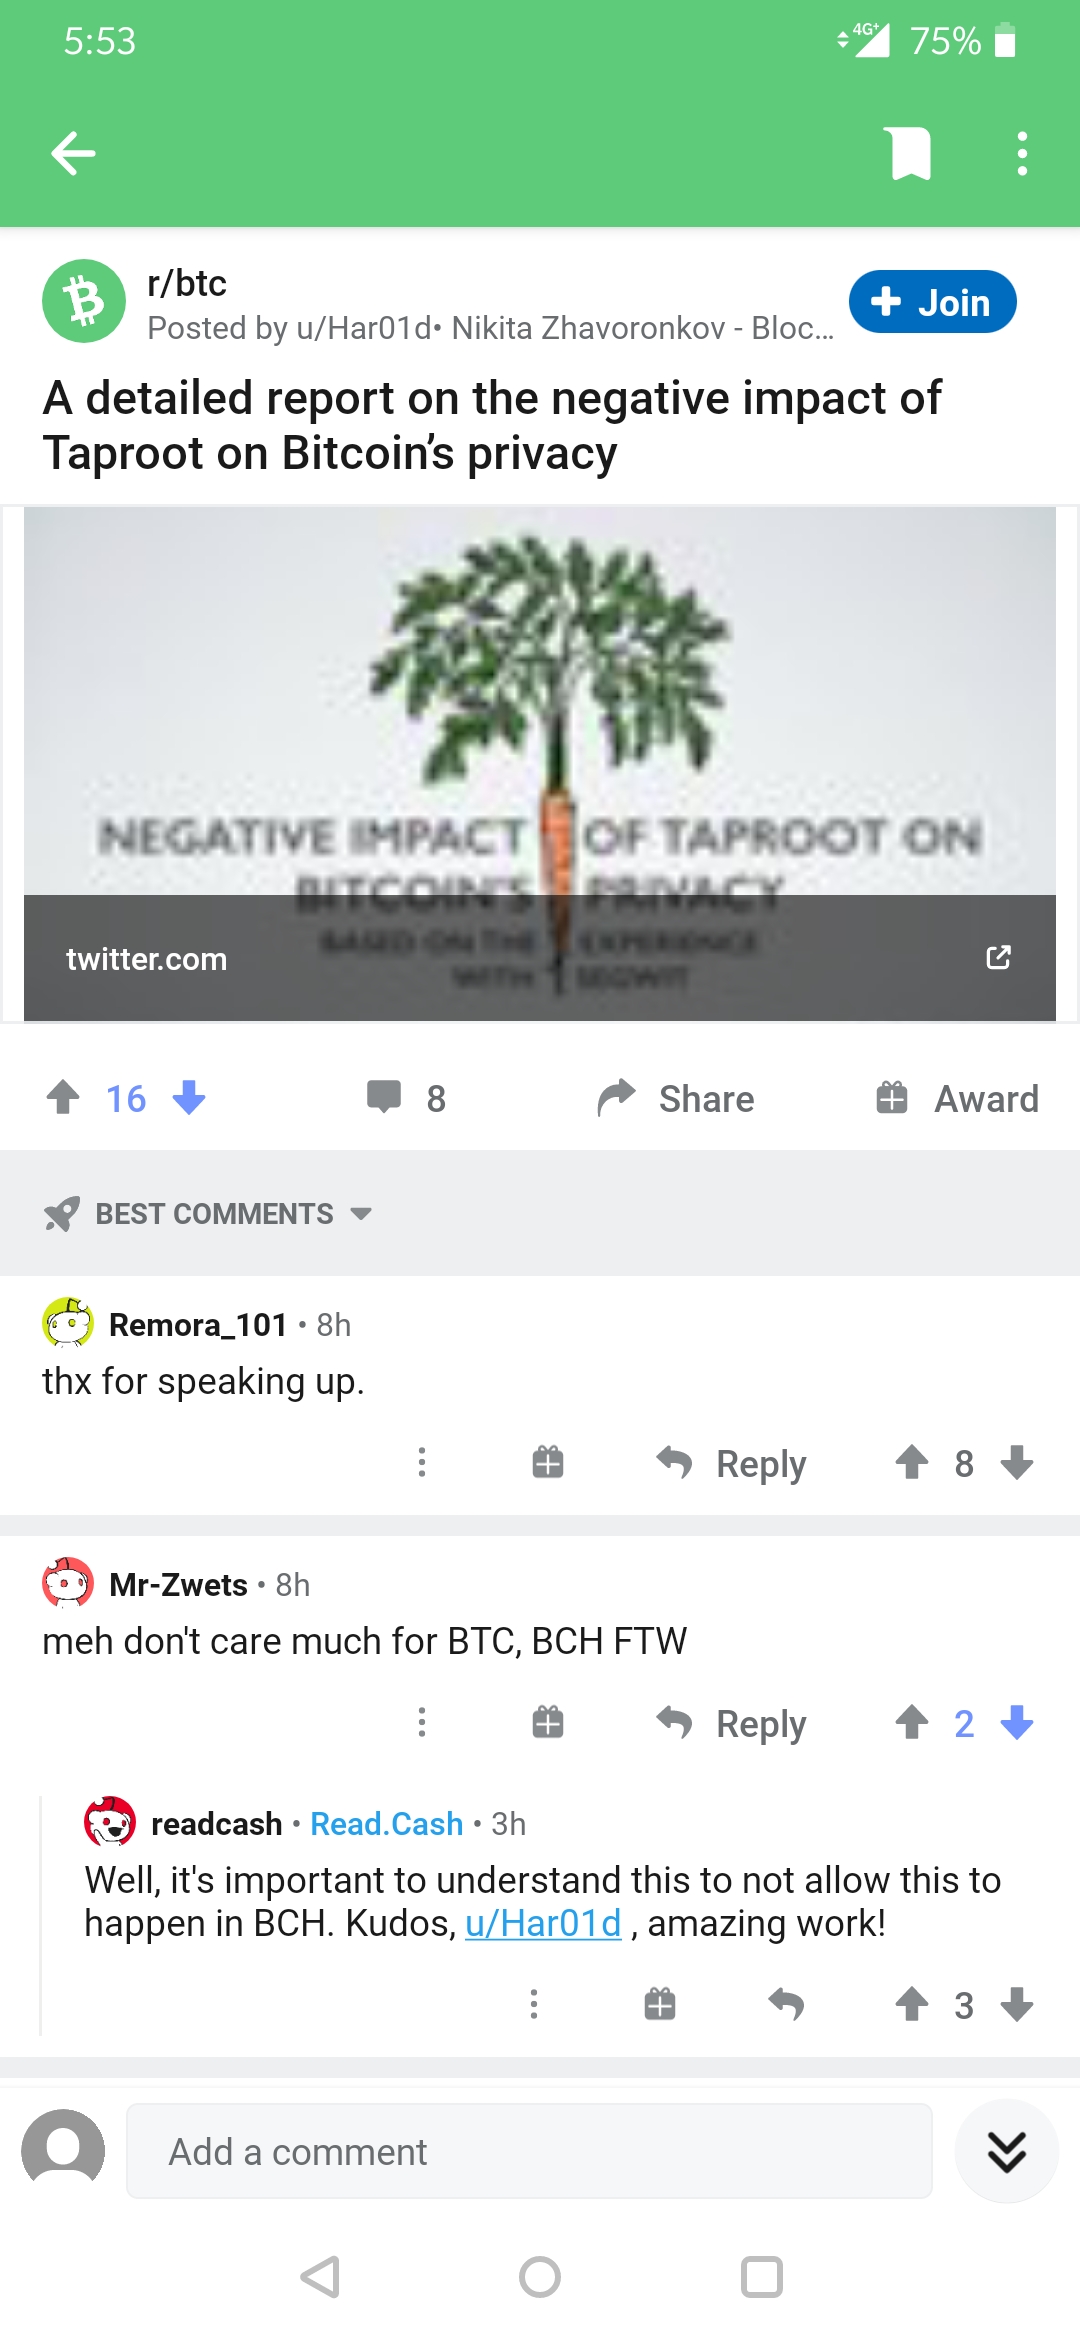 5:53
4G+ 75%
r/btc
Posted by u/Har01d• Nikita Zhavoronkov - Bloc...
+ Join
A detailed report on the negative impact of
Taproot on Bitcoin’s privacy
NEGATIVE IMPACT OF TAPROOT ON
BITCOIN'S PRIVACY
BASED ON THE EXPERIENCE
WITH SEGWIT
twitter.com
16 8 Share Award
BEST COMMENTS
Remora_101 • 8h
thx for speaking up.
Reply 8
Mr-Zwets • 8h
meh don't care much for BTC, BCH FTW
Reply 2
readcash • Read.Cash • 3h
Well, it's important to understand this to not allow this to
happen in BCH. Kudos, u/Har01d , amazing work!
3
Add a comment